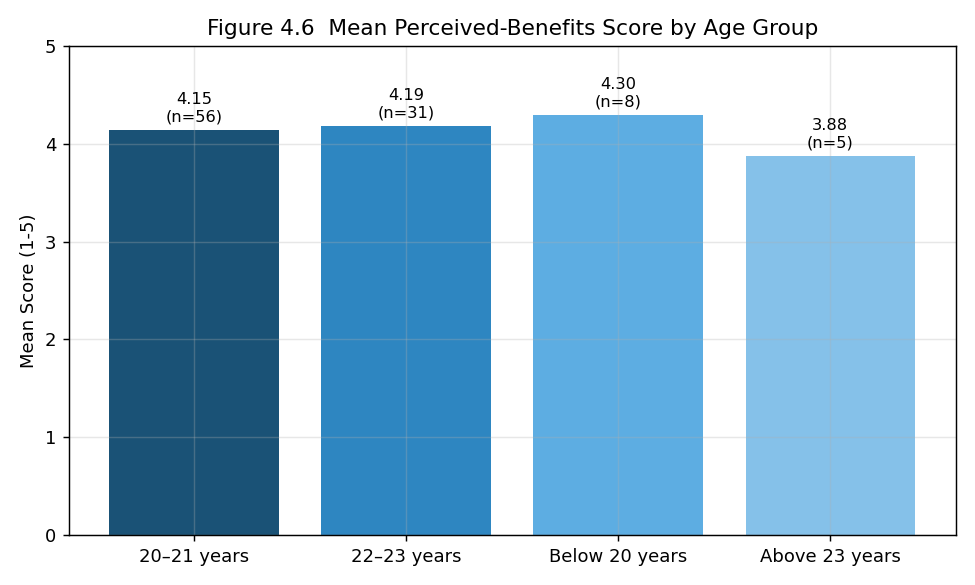 Figure 4.6  Mean Perceived-Benefits Score by Age Group
Mean Score (1-5)
5
4
3
2
1
0
4.15
(n=56)
4.19
(n=31)
4.30
(n=8)
3.88
(n=5)
20–21 years
22–23 years
Below 20 years
Above 23 years